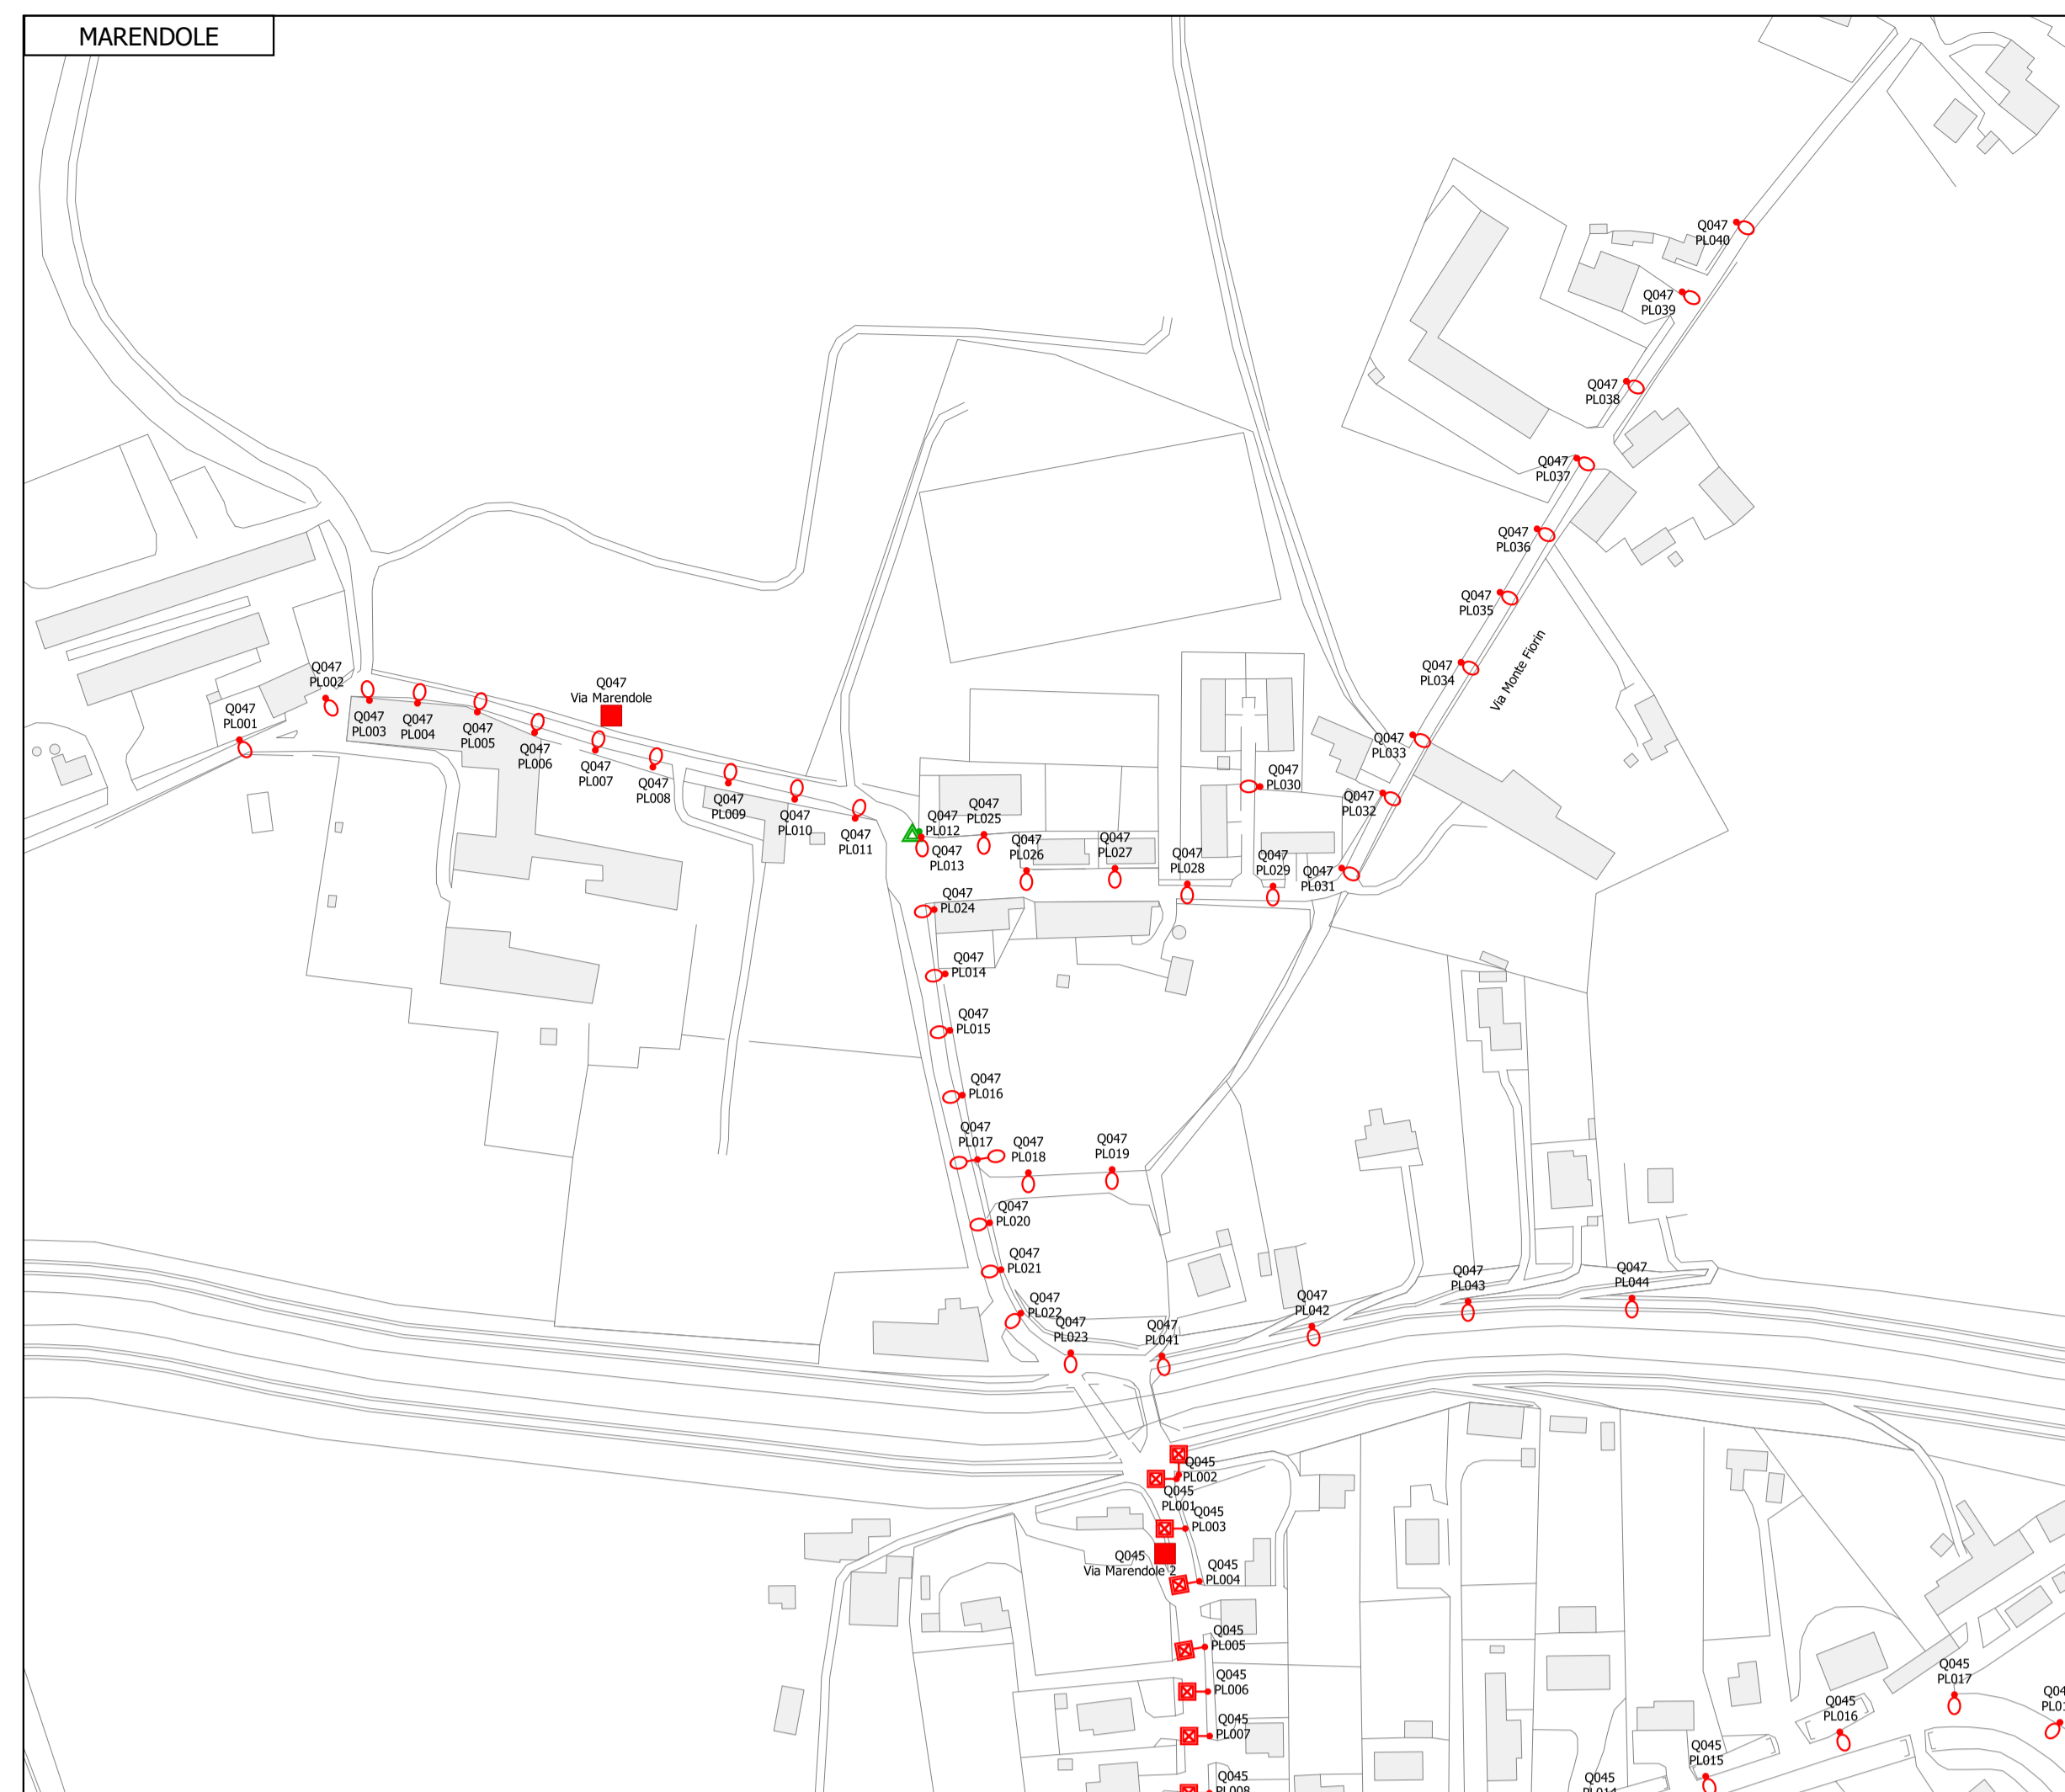 MARENDOLE
Q047
PL040
Q047
PL039
Q047
PL038
Q047
PL037
Q047
PL036
Q047
PL035
Q047
PL034
Via Monte Fiorin
Q047
PL033
Q047
PL032
Q047
PL031
Q047
PL030
Q047
PL002
Q047
PL001
Q047
PL003
Q047
PL004
Q047
PL005
Q047
PL006
Q047
Via Marendole
Q047
PL007
Q047
PL008
Q047
PL009
Q047
PL010
Q047
PL011
Q047
PL012
Q047
PL013
Q047
PL025
Q047
PL026
Q047
PL027
Q047
PL028
Q047
PL029
Q047
PL024
Q047
PL014
Q047
PL015
Q047
PL016
Q047
PL017
Q047
PL018
Q047
PL019
Q047
PL020
Q047
PL021
Q047
PL022
Q047
PL023
Q047
PL041
Q047
PL042
Q047
PL043
Q047
PL044
Q045
PL002
Q045
PL001
Q045
PL003
Q045
Via Marendole 2
Q045
PL004
Q045
PL005
Q045
PL006
Q045
PL007
Q045
PL008
Q045
PL014
Q045
PL015
Q045
PL016
Q045
PL017